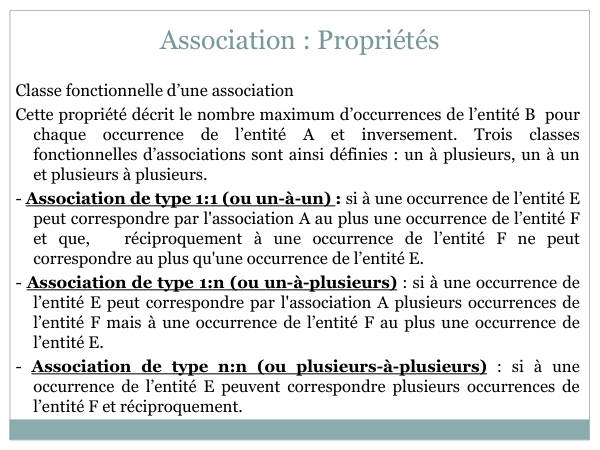 Association : Propriétés
Classe fonctionnelle d’une association
Cette propriété décrit le nombre maximum d’occurrences de l’entité B pour
chaque occurrence de l’entité A et inversement. Trois classes
fonctionnelles d’associations sont ainsi définies : un à plusieurs, un à un
et plusieurs à plusieurs.
- Association de type 1:1 (ou un-à-un) : si à une occurrence de l’entité E
peut correspondre par l'association A au plus une occurrence de l’entité F
et que, réciproquement à une occurrence de l’entité F ne peut
correspondre au plus qu'une occurrence de l’entité E.
- Association de type 1:n (ou un-à-plusieurs) : si à une occurrence de
l’entité E peut correspondre par l'association A plusieurs occurrences de
l’entité F mais à une occurrence de l’entité F au plus une occurrence de
l’entité E.
- Association de type n:n (ou plusieurs-à-plusieurs) : si à une
occurrence de l’entité E peuvent correspondre plusieurs occurrences de
l’entité F et réciproquement.